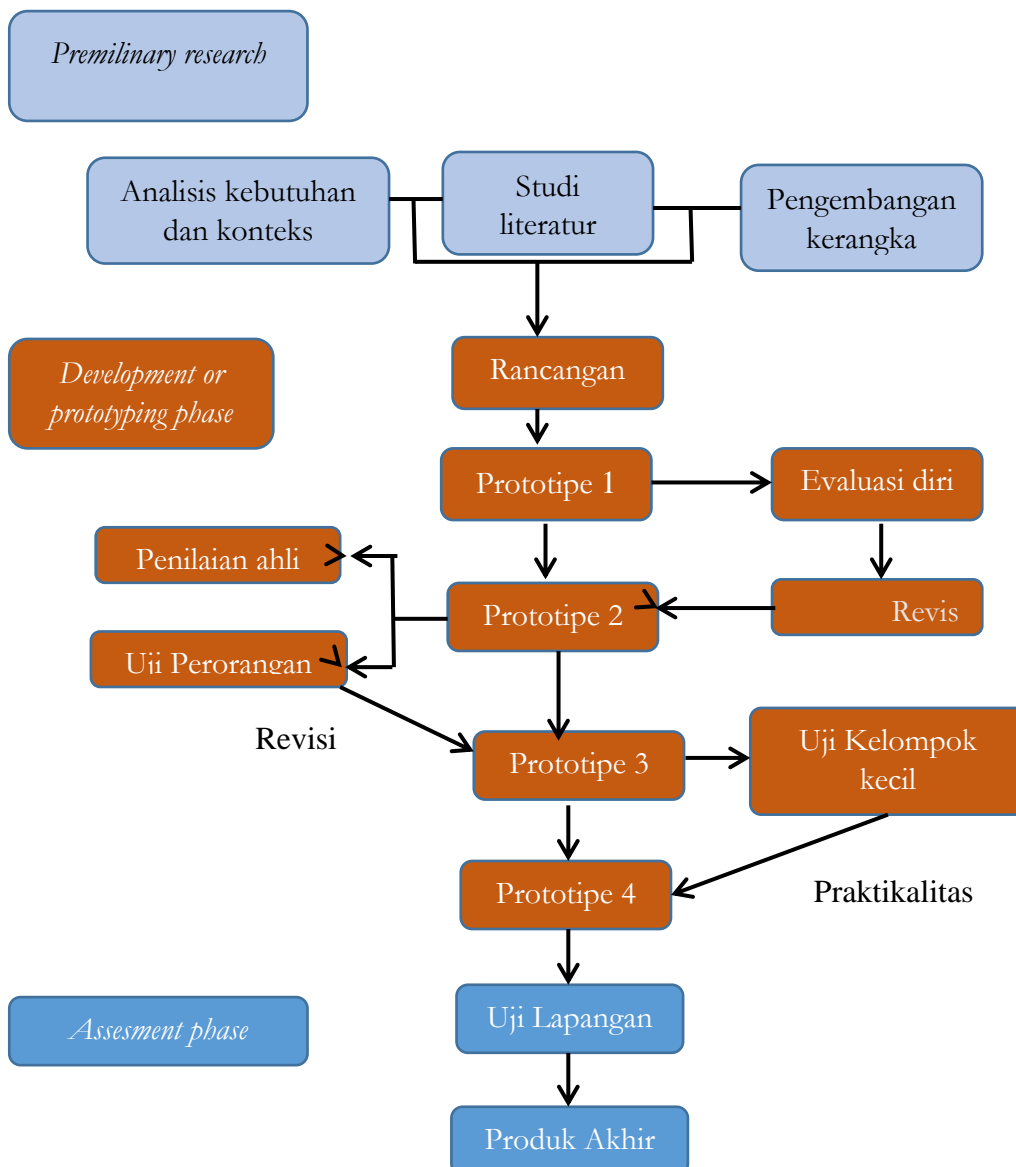 Premilinary research
Analisis kebutuhan
dan konteks
Studi
literatur
Pengembangan
kerangka
Rancangan
Development or
prototyping phase
Prototipe 1
Evaluasi diri
Penilaian ahli
Prototipe 2
Revis
Uji Perorangan
Revisi
Prototipe 3
Uji Kelompok
kecil
Prototipe 4
Praktikalitas
Uji Lapangan
Assesment phase
Produk Akhir